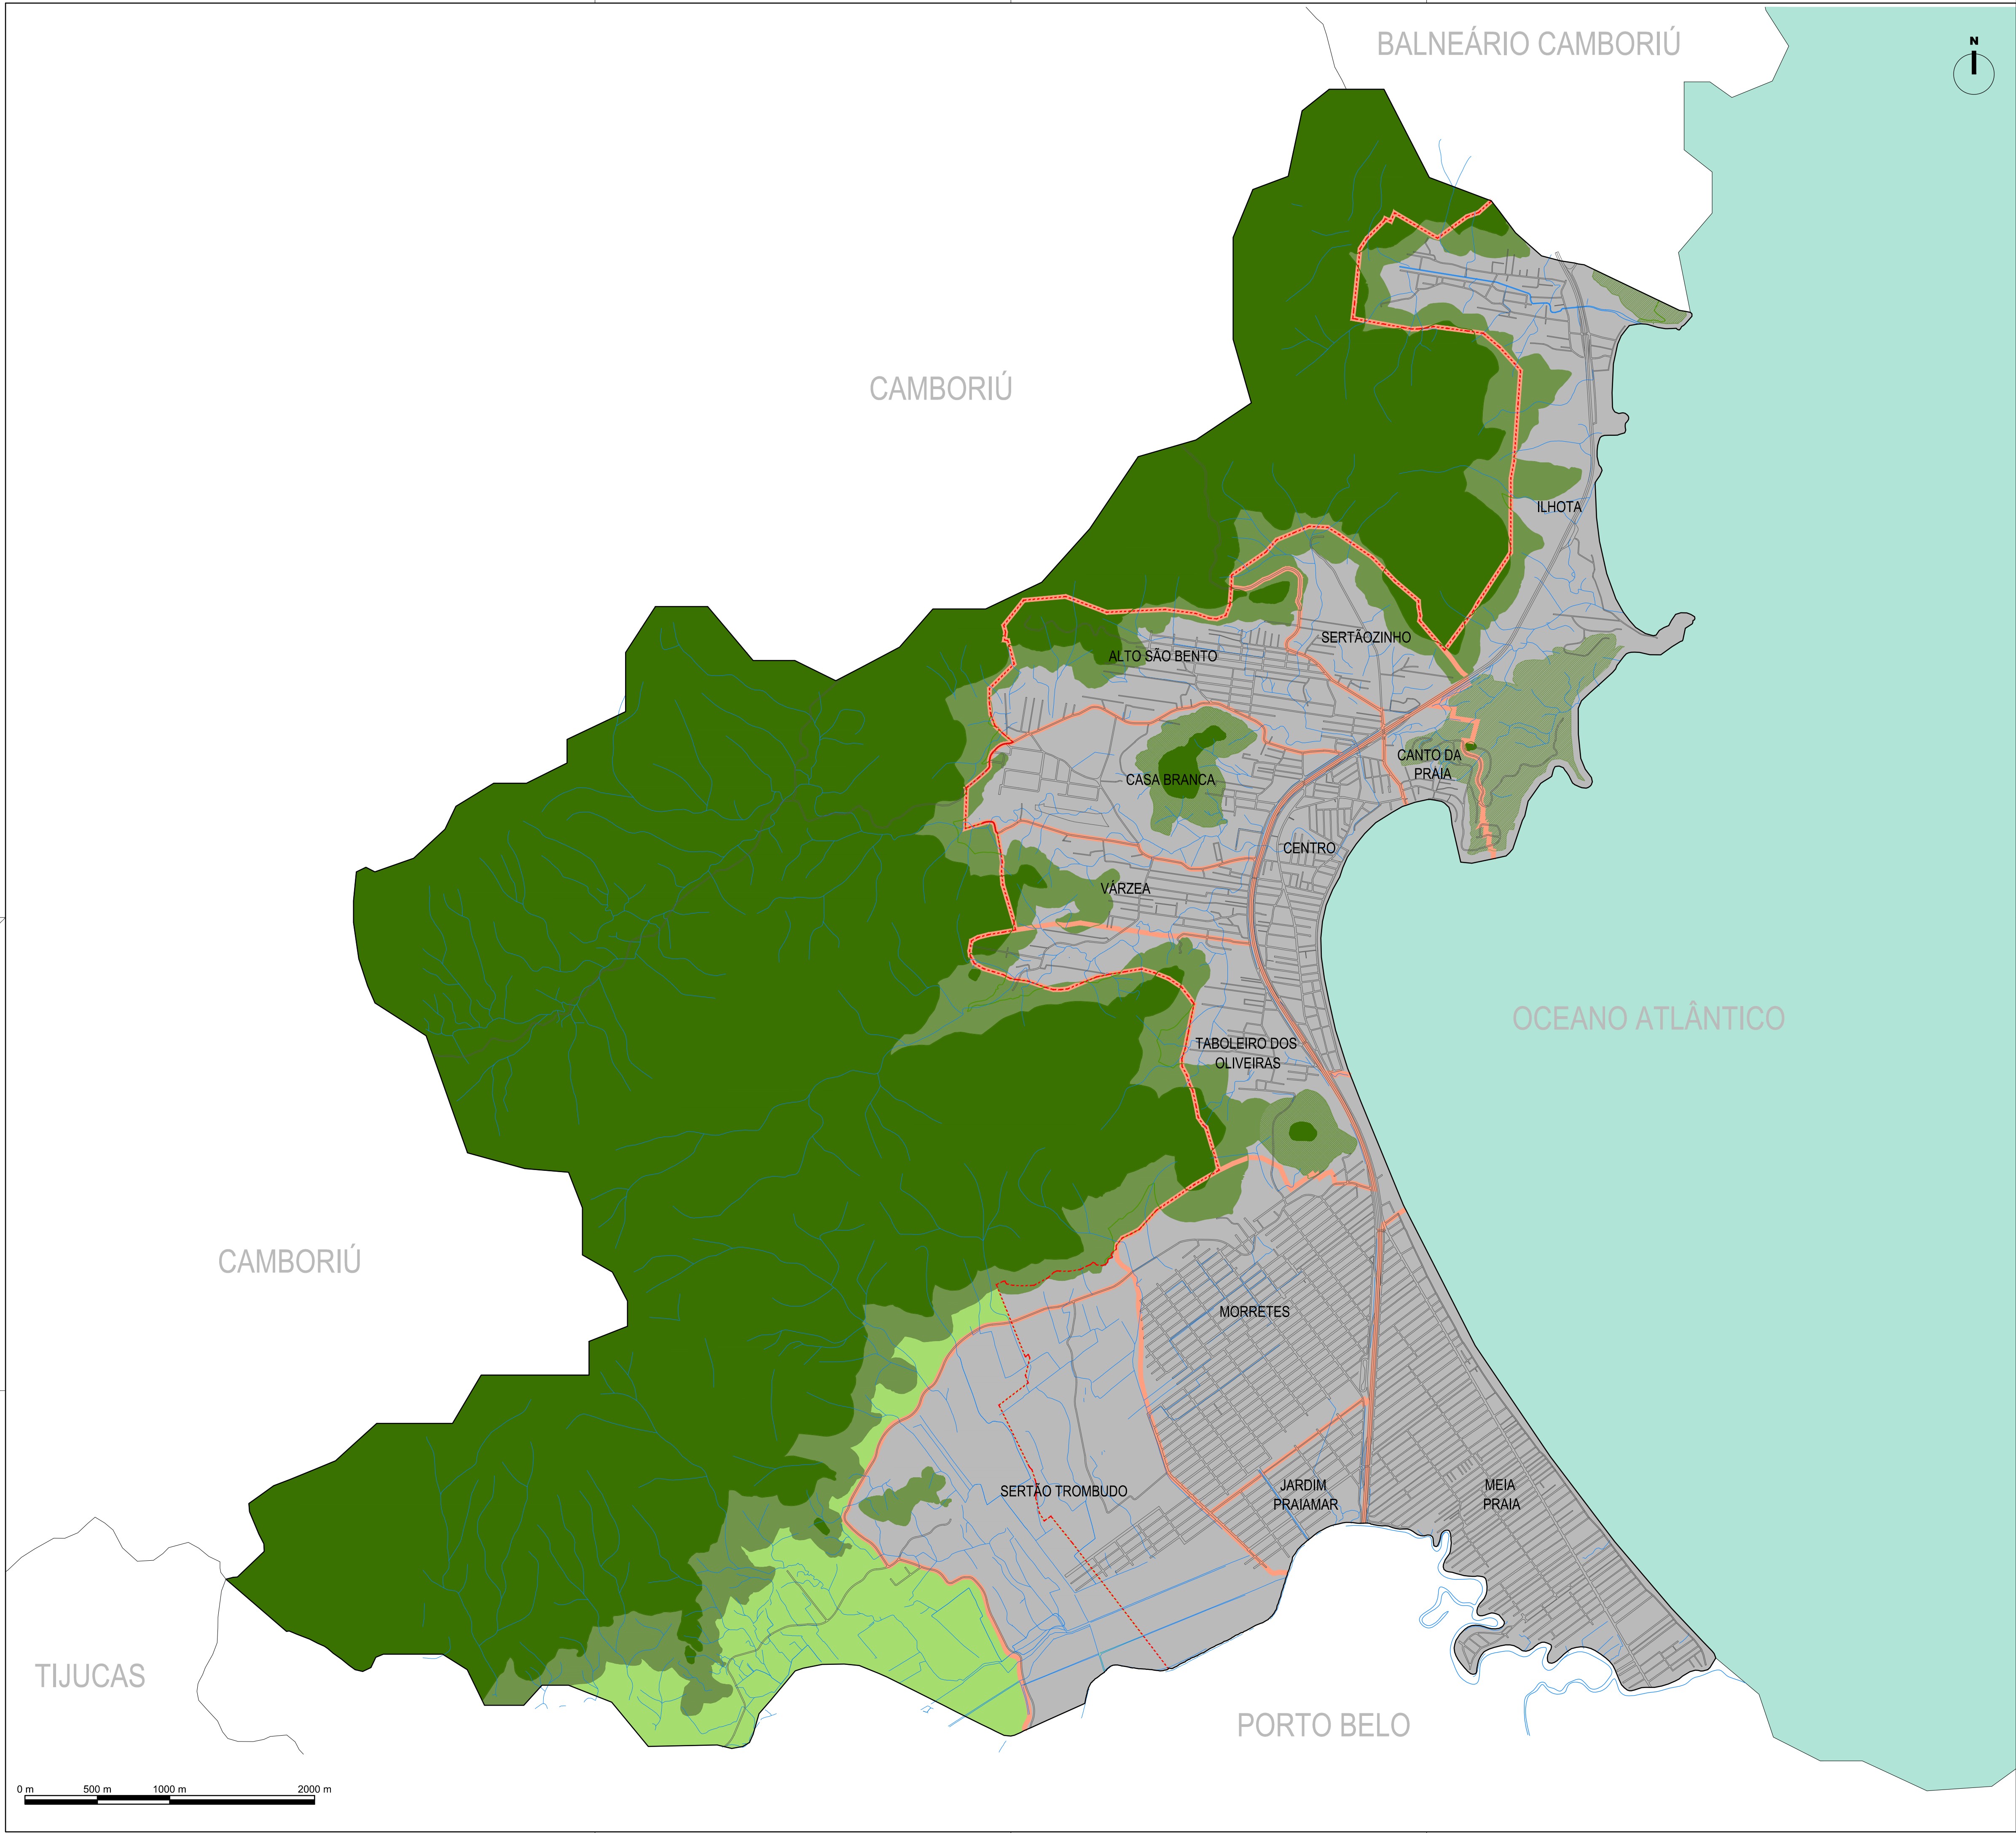 BALNEÁRIO CAMBORIÚ
N
CAMBORIÚ
ILHOTA
SERTÃOZINHO
ALTO SÃO BENTO
CANTO DA
PRAIA
CASA BRANCA
CENTRO
VÁRZEA
OCEANO ATLÂNTICO
TABOLEIRO DOS
OLIVEIRAS
CAMBORIÚ
MORRETES
SERTÃO TROMBUDO
JARDIM
PRAIAMAR
MEIA
PRAIA
TIJUCAS
PORTO BELO
0 m 500 m 1000 m 2000 m